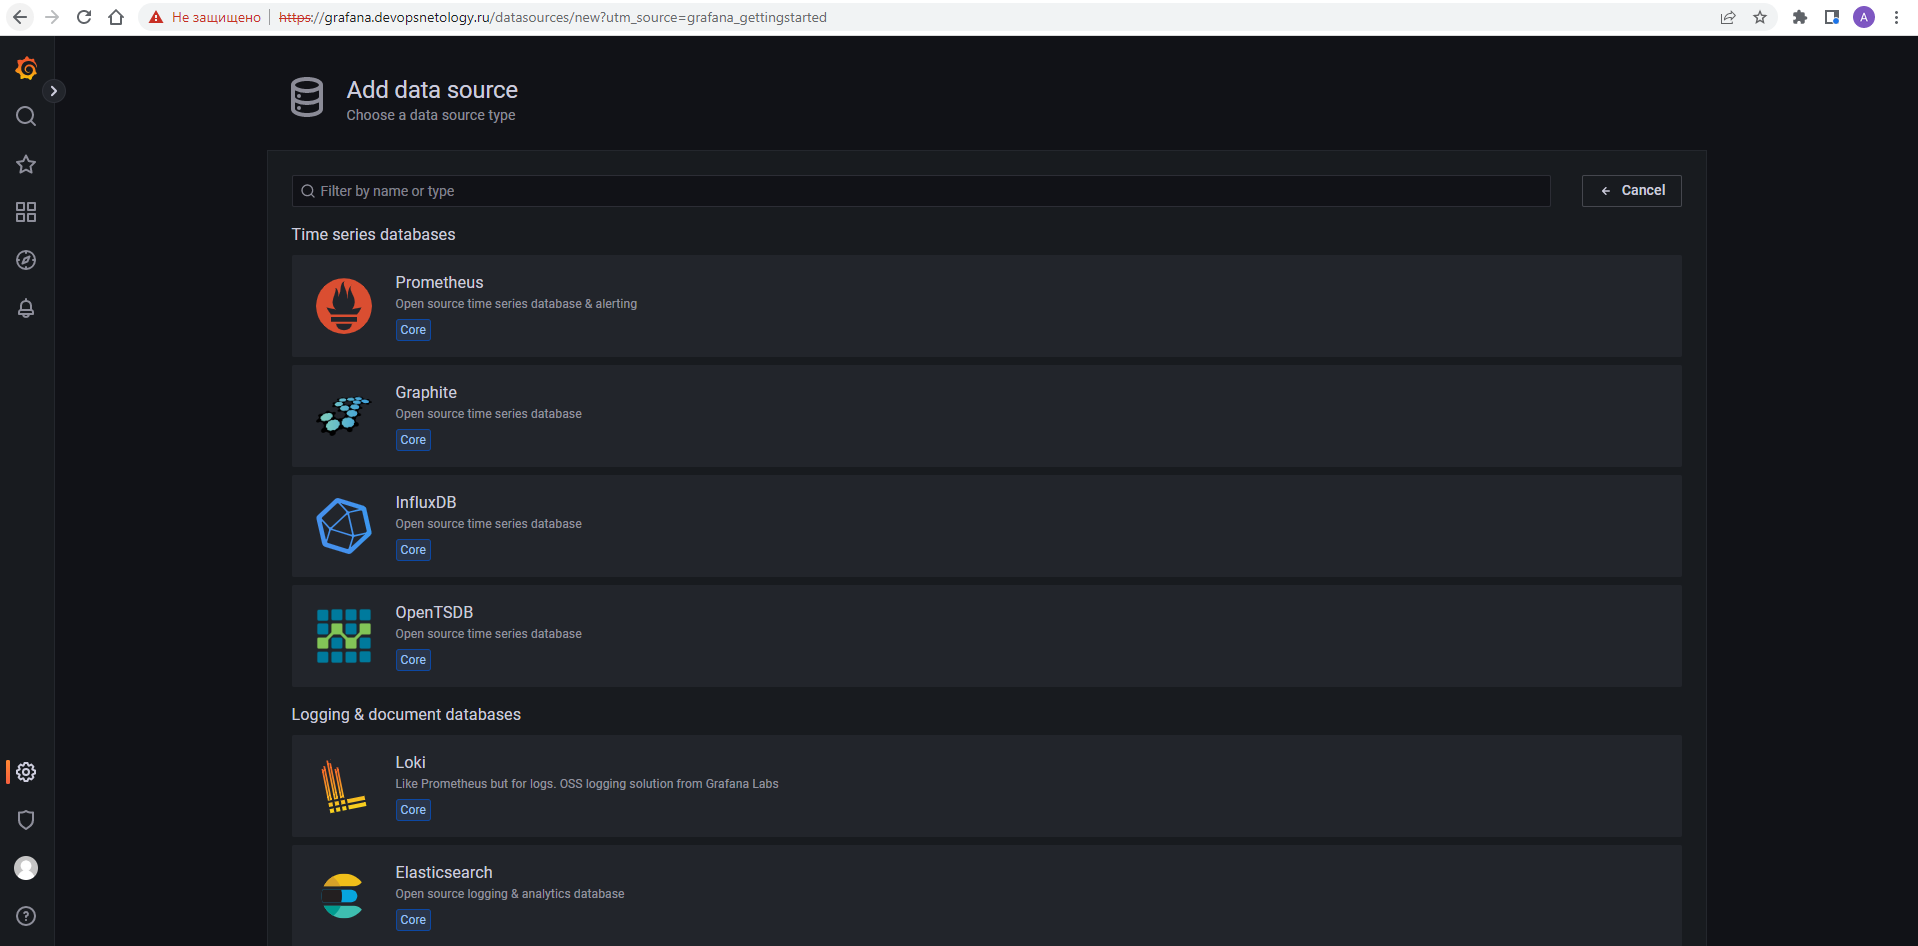 Не защищено https://grafana.devopsnetology.ru/datasources/new?utm_source=grafana_gettingstarted
A
Add data source
Choose a data source type
Filter by name or type
Cancel
Time series databases
Prometheus
Open source time series database & alerting
Core
Graphite
Open source time series database
Core
InfluxDB
Open source time series database
Core
OpenTSDB
Open source time series database
Core
Logging & document databases
Loki
Like Prometheus but for logs. OSS logging solution from Grafana Labs
Core
Elasticsearch
Open source logging & analytics database
Core